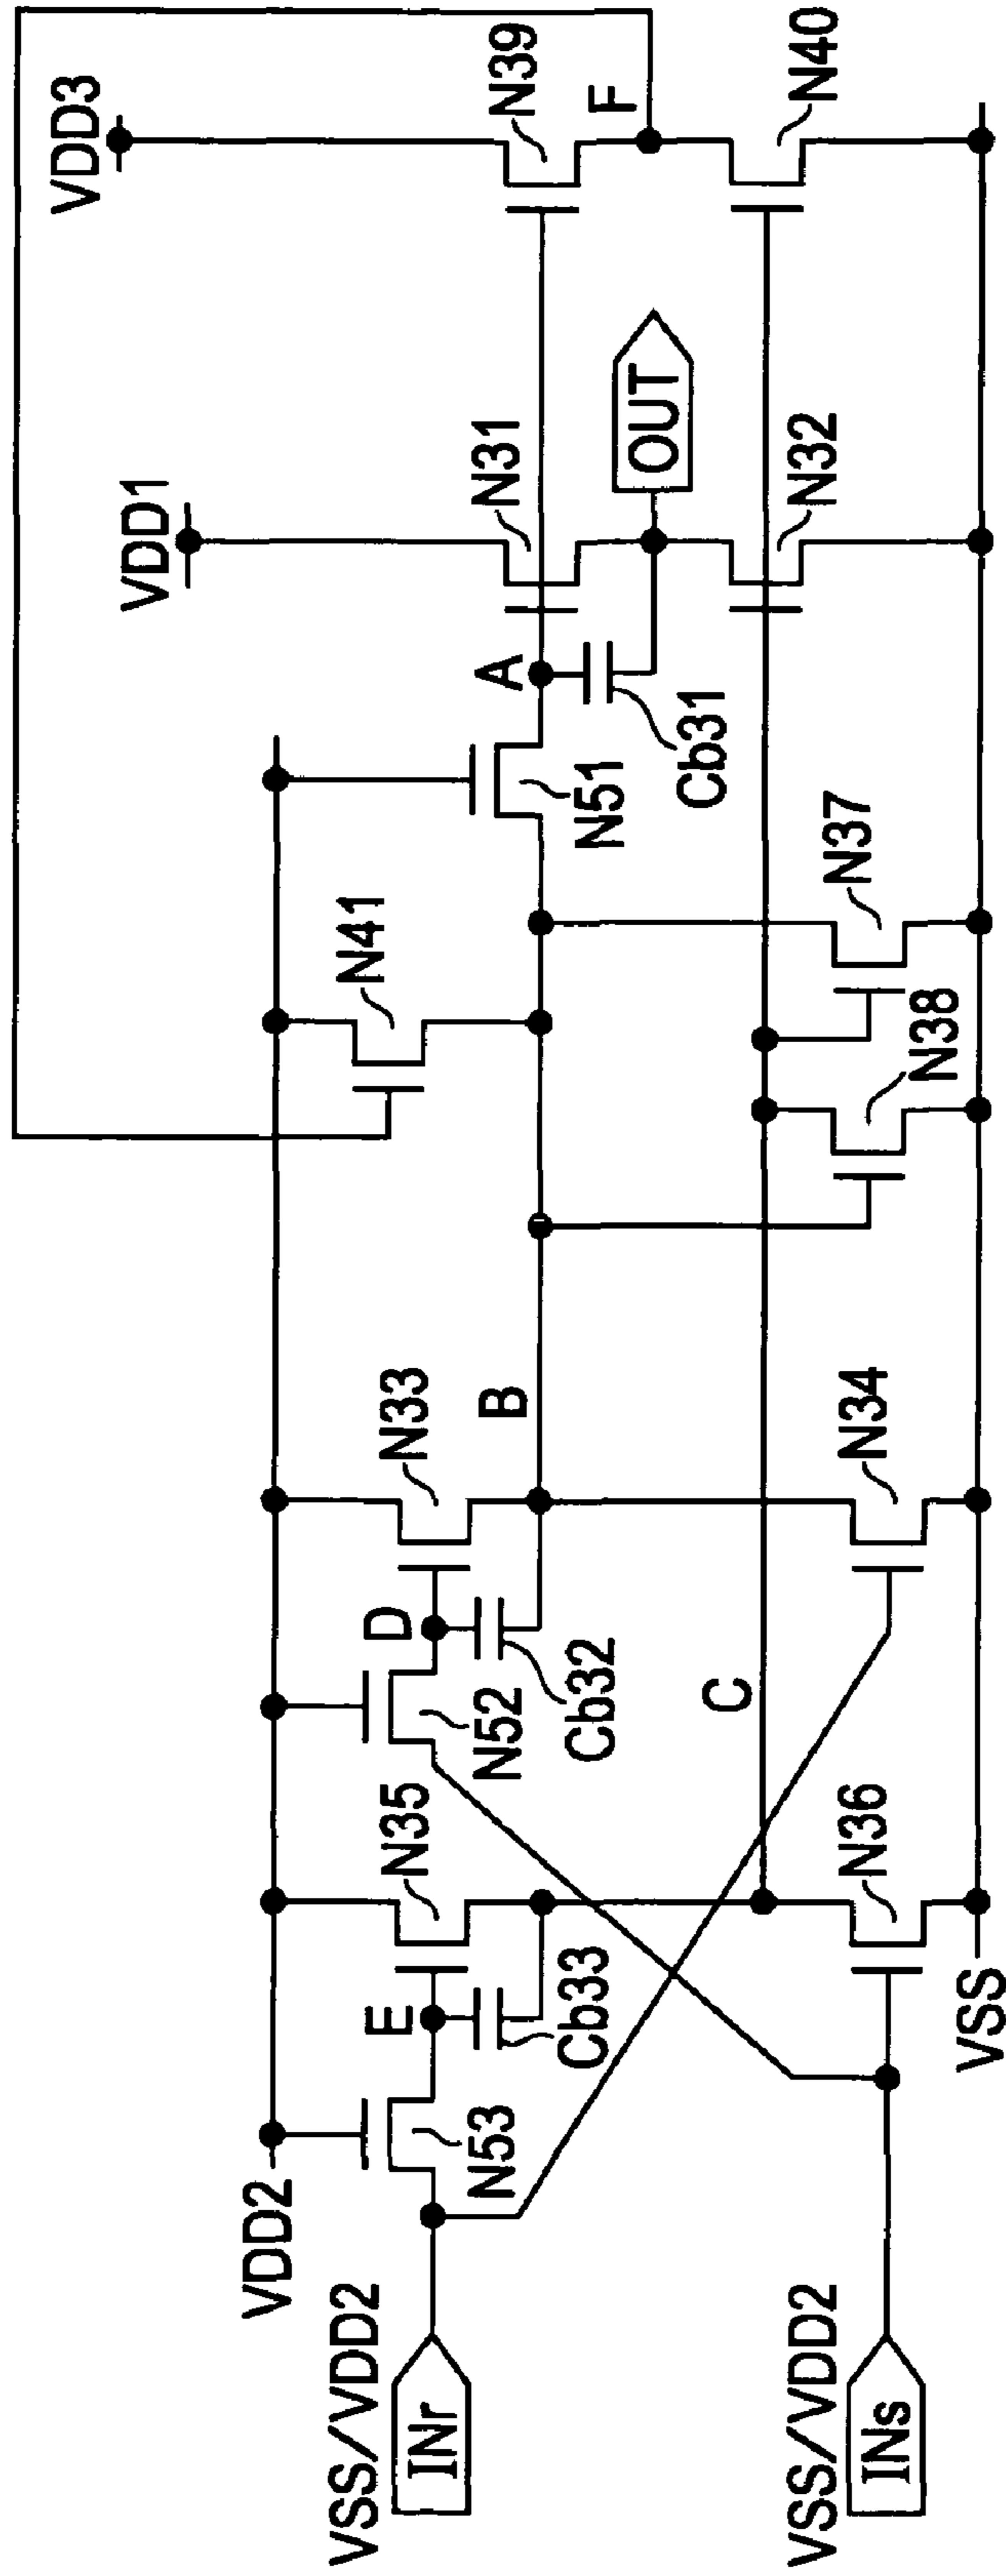 VDD3
N39
F
N40
VDD1
N31
OUT
N32
A
Cb31
N51
N37
N41
N38
N33
B
N34
D
Cb32
N52
C
N35
N36
E
Cb33
N53
VSS
VDD2
VSS/VDD2
INr
VSS/VDD2
INs